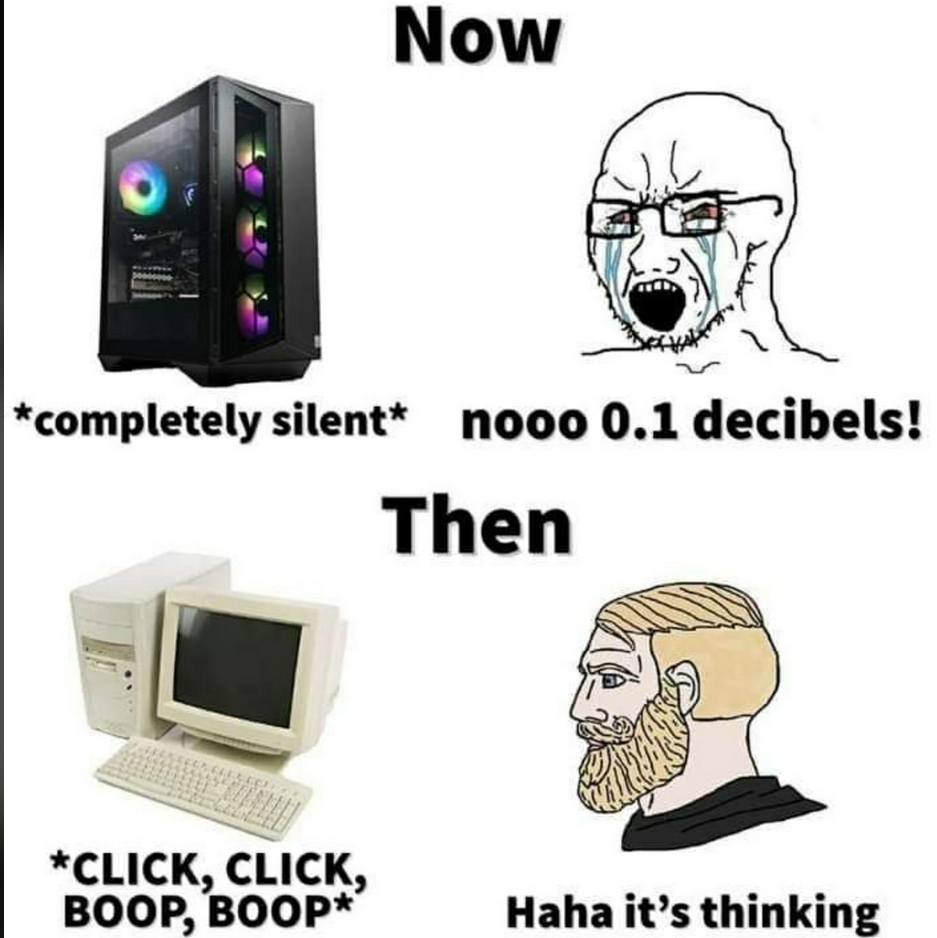 Now
*completely silent*
nooo 0.1 decibels!
Then
*CLICK, CLICK,
BOOP, BOOP*
Haha it's thinking